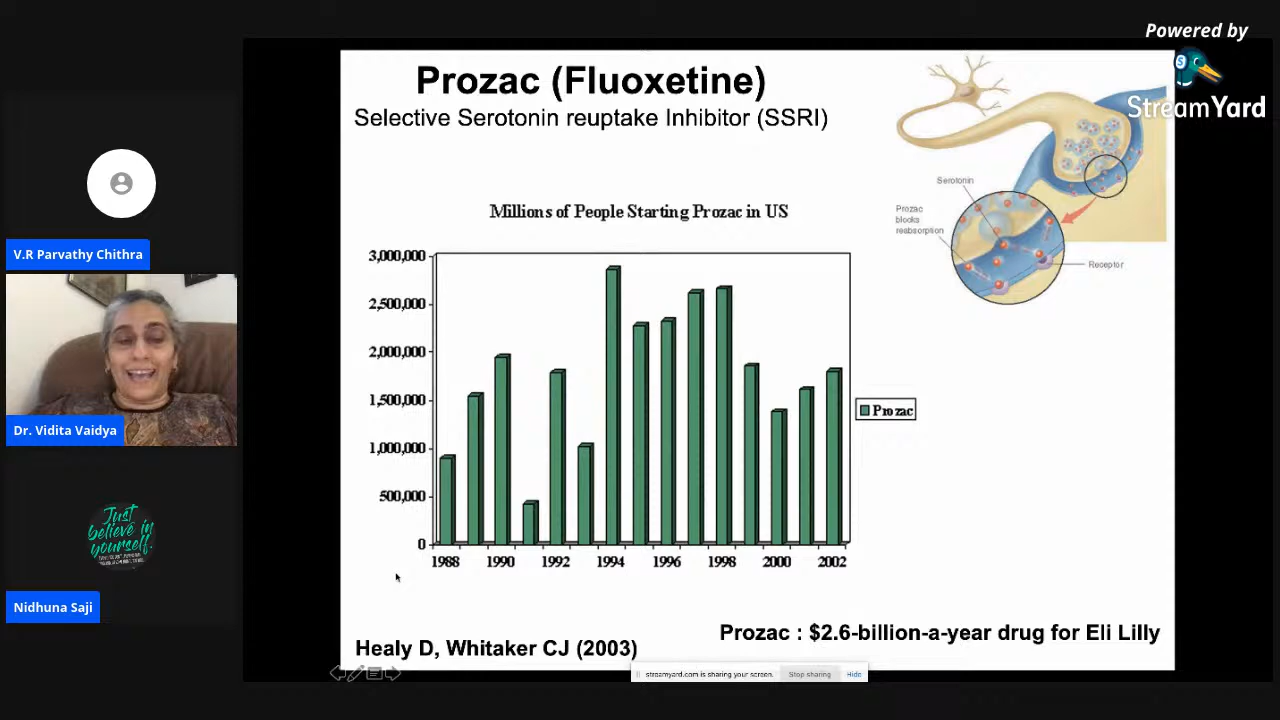 Powered by
StreamYard
Prozac (Fluoxetine)
Selective Serotonin reuptake Inhibitor (SSRI)
Serotonin
Prozac
blocks
reabsorption
Receptor
Millions of People Starting Prozac in US
3,000,000
2,500,000
2,000,000
1,500,000
1,000,000
500,000
0
1988 1990 1992 1994 1996 1998 2000 2002
Prozac
Prozac : $2.6-billion-a-year drug for Eli Lilly
Healy D, Whitaker CJ (2003)
streamyard.com is sharing your screen. Stop sharing Hide
V.R Parvathy Chithra
Dr. Vidita Vaidya
Just
believe in
yourself.
Nidhuna Saji